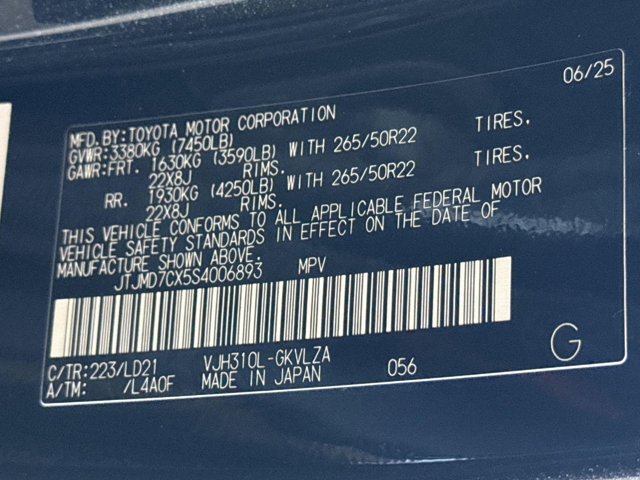 06/25
MFD.BY:TOYOTA MOTOR CORPORATION
GVWR:3380KG (7450LB)
GAWR:FRT. 1630KG (3590LB) WITH 265/50R22 TIRES,
22X8J RIMS.
RR. 1930KG (4250LB) WITH 265/50R22 TIRES,
22X8J RIMS.
THIS VEHICLE CONFORMS TO ALL APPLICABLE FEDERAL MOTOR
VEHICLE SAFETY STANDARDS IN EFFECT ON THE DATE OF
MANUFACTURE SHOWN ABOVE.
JTJMD7CX5S4006893 MPV
C/TR:223/LD21 VJH310L-GKVLZA
A/TM: /L4A0F MADE IN JAPAN 056
G